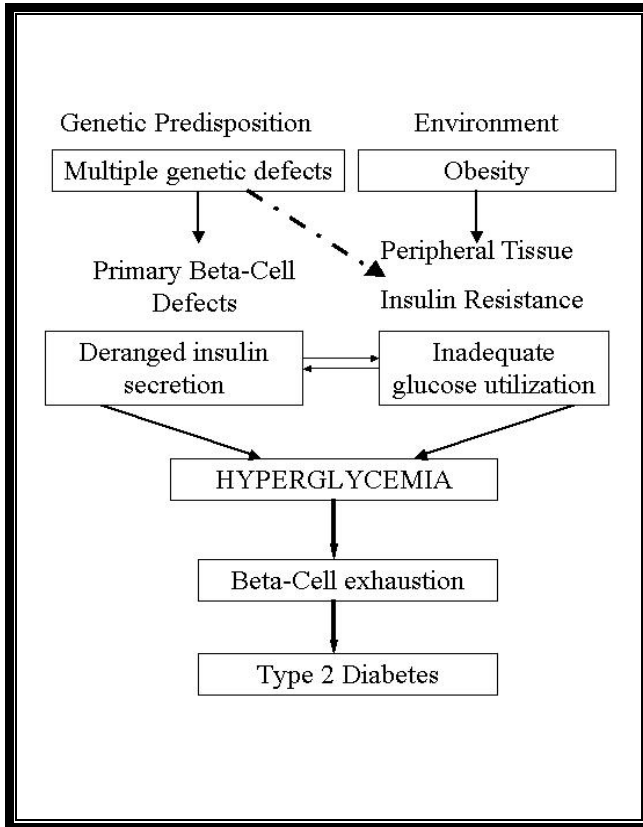 Genetic Predisposition
Environment
Multiple genetic defects
Obesity
Primary Beta-Cell
Defects
Peripheral Tissue
Insulin Resistance
Deranged insulin
secretion
Inadequate
glucose utilization
HYPERGLYCEMIA
Beta-Cell exhaustion
Type 2 Diabetes